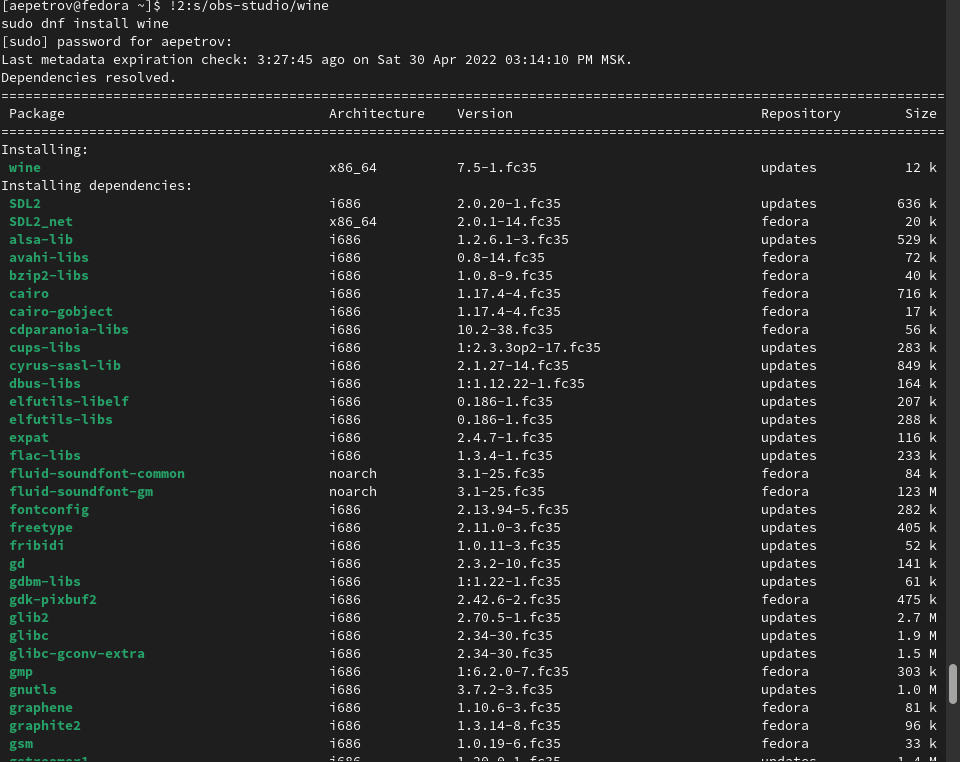 [aepetrov@fedora ~]$ !2:s/obs-studio/wine
sudo dnf install wine
[sudo] password for aepetrov:
Last metadata expiration check: 3:27:45 ago on Sat 30 Apr 2022 03:14:10 PM MSK.
Dependencies resolved.
================================================================================
Package Architecture Version Repository Size
================================================================================
Installing:
wine x86_64 7.5-1.fc35 updates 12 k
Installing dependencies:
SDL2 i686 2.0.20-1.fc35 updates 636 k
SDL2_net x86_64 2.0.1-14.fc35 fedora 20 k
alsa-lib i686 1.2.6.1-3.fc35 updates 529 k
avahi-libs i686 0.8-14.fc35 fedora 72 k
bzip2-libs i686 1.0.8-9.fc35 fedora 40 k
cairo i686 1.17.4-4.fc35 fedora 716 k
cairo-gobject i686 1.17.4-4.fc35 fedora 17 k
cdparanoia-libs i686 10.2-38.fc35 fedora 56 k
cups-libs i686 1:2.3.3op2-17.fc35 updates 283 k
cyrus-sasl-lib i686 2.1.27-14.fc35 updates 849 k
dbus-libs i686 1:1.12.22-1.fc35 updates 164 k
elfutils-libelf i686 0.186-1.fc35 updates 207 k
elfutils-libs i686 0.186-1.fc35 updates 288 k
expat i686 2.4.7-1.fc35 updates 116 k
flac-libs i686 1.3.4-1.fc35 updates 233 k
fluid-soundfont-common noarch 3.1-25.fc35 fedora 84 k
fluid-soundfont-gm noarch 3.1-25.fc35 fedora 123 M
fontconfig i686 2.13.94-5.fc35 updates 282 k
freetype i686 2.11.0-3.fc35 updates 405 k
fribidi i686 1.0.11-3.fc35 updates 52 k
gd i686 2.3.2-10.fc35 updates 141 k
gdbm-libs i686 1:1.22-1.fc35 updates 61 k
gdk-pixbuf2 i686 2.42.6-2.fc35 fedora 475 k
glib2 i686 2.70.5-1.fc35 updates 2.7 M
glibc i686 2.34-30.fc35 updates 1.9 M
glibc-gconv-extra i686 2.34-30.fc35 updates 1.5 M
gmp i686 1:6.2.0-7.fc35 fedora 303 k
gnutls i686 3.7.2-3.fc35 updates 1.0 M
graphene i686 1.10.6-3.fc35 fedora 81 k
graphite2 i686 1.3.14-8.fc35 fedora 96 k
gsm i686 1.0.19-6.fc35 fedora 33 k
gstreamer1 i686 1.20.0-1.fc35 updates 1.4 M